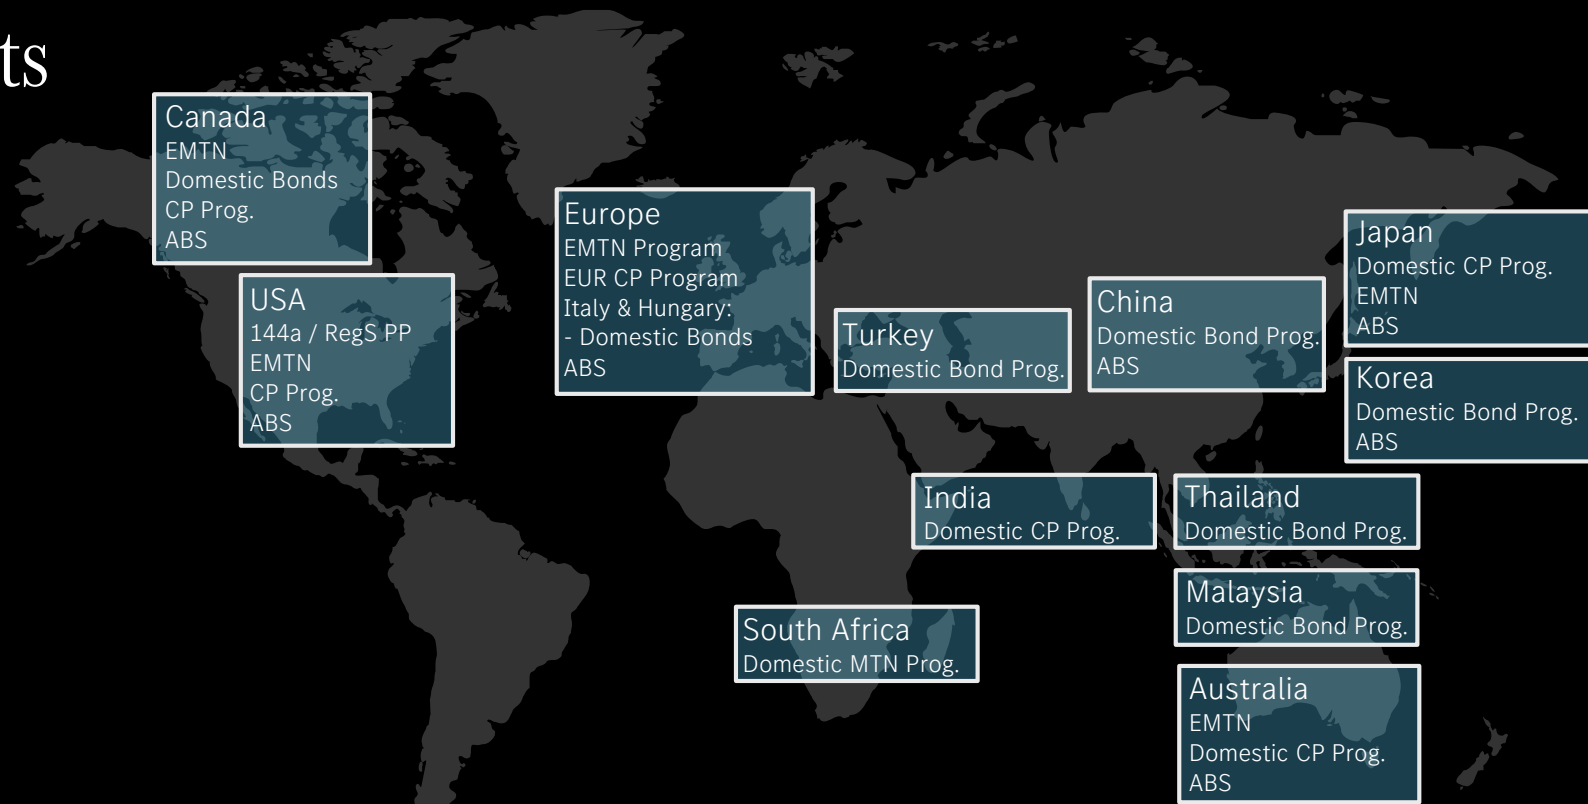 ts
Canada
EMTN
Domestic Bonds
CP Prog.
ABS
USA
144a / RegS PP
EMTN
CP Prog.
ABS
Europe
EMTN Program
EUR CP Program
Italy & Hungary:
- Domestic Bonds
ABS
Turkey
Domestic Bond Prog.
China
Domestic Bond Prog.
ABS
Japan
Domestic CP Prog.
EMTN
ABS
Korea
Domestic Bond Prog.
ABS
India
Domestic CP Prog.
Thailand
Domestic Bond Prog.
Malaysia
Domestic Bond Prog.
South Africa
Domestic MTN Prog.
Australia
EMTN
Domestic CP Prog.
ABS